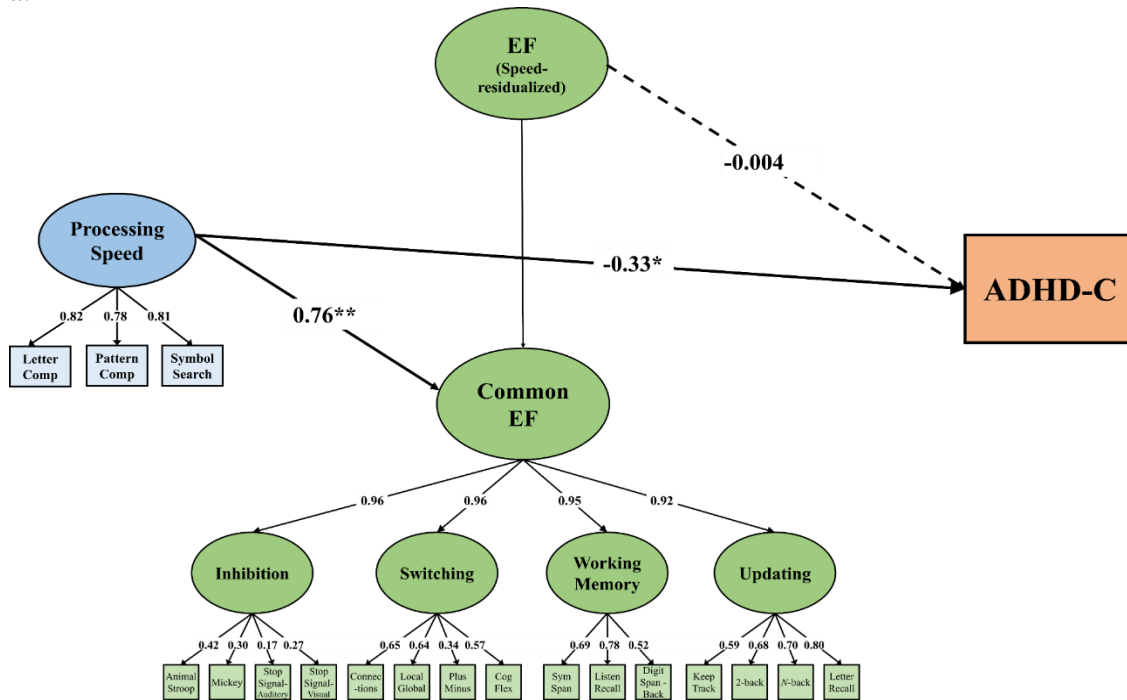 EF
(Speed-
residualized)
-0.004
Processing
Speed
-0.33*
ADHD-C
0.82 0.78 0.81
0.76**
Letter
Comp
Pattern
Comp
Symbol
Search
Common
EF
0.96 0.96 0.95 0.92
Inhibition
Switching
Working
Memory
Updating
0.42 0.30 0.17 0.27
0.65 0.64 0.34 0.57
0.69 0.78 0.52
0.59 0.68 0.70 0.80
Animal
Stroop
Mickey
Stop
Signal-
Auditory
Stop
Signal-
Visual
Connec-
tions
Local
Global
Plus
Minus
Cog
Flex
Sym
Span
Listen
Recall
Digit
Span -
Back
Keep
Track
2-back
N-back
Letter
Recall